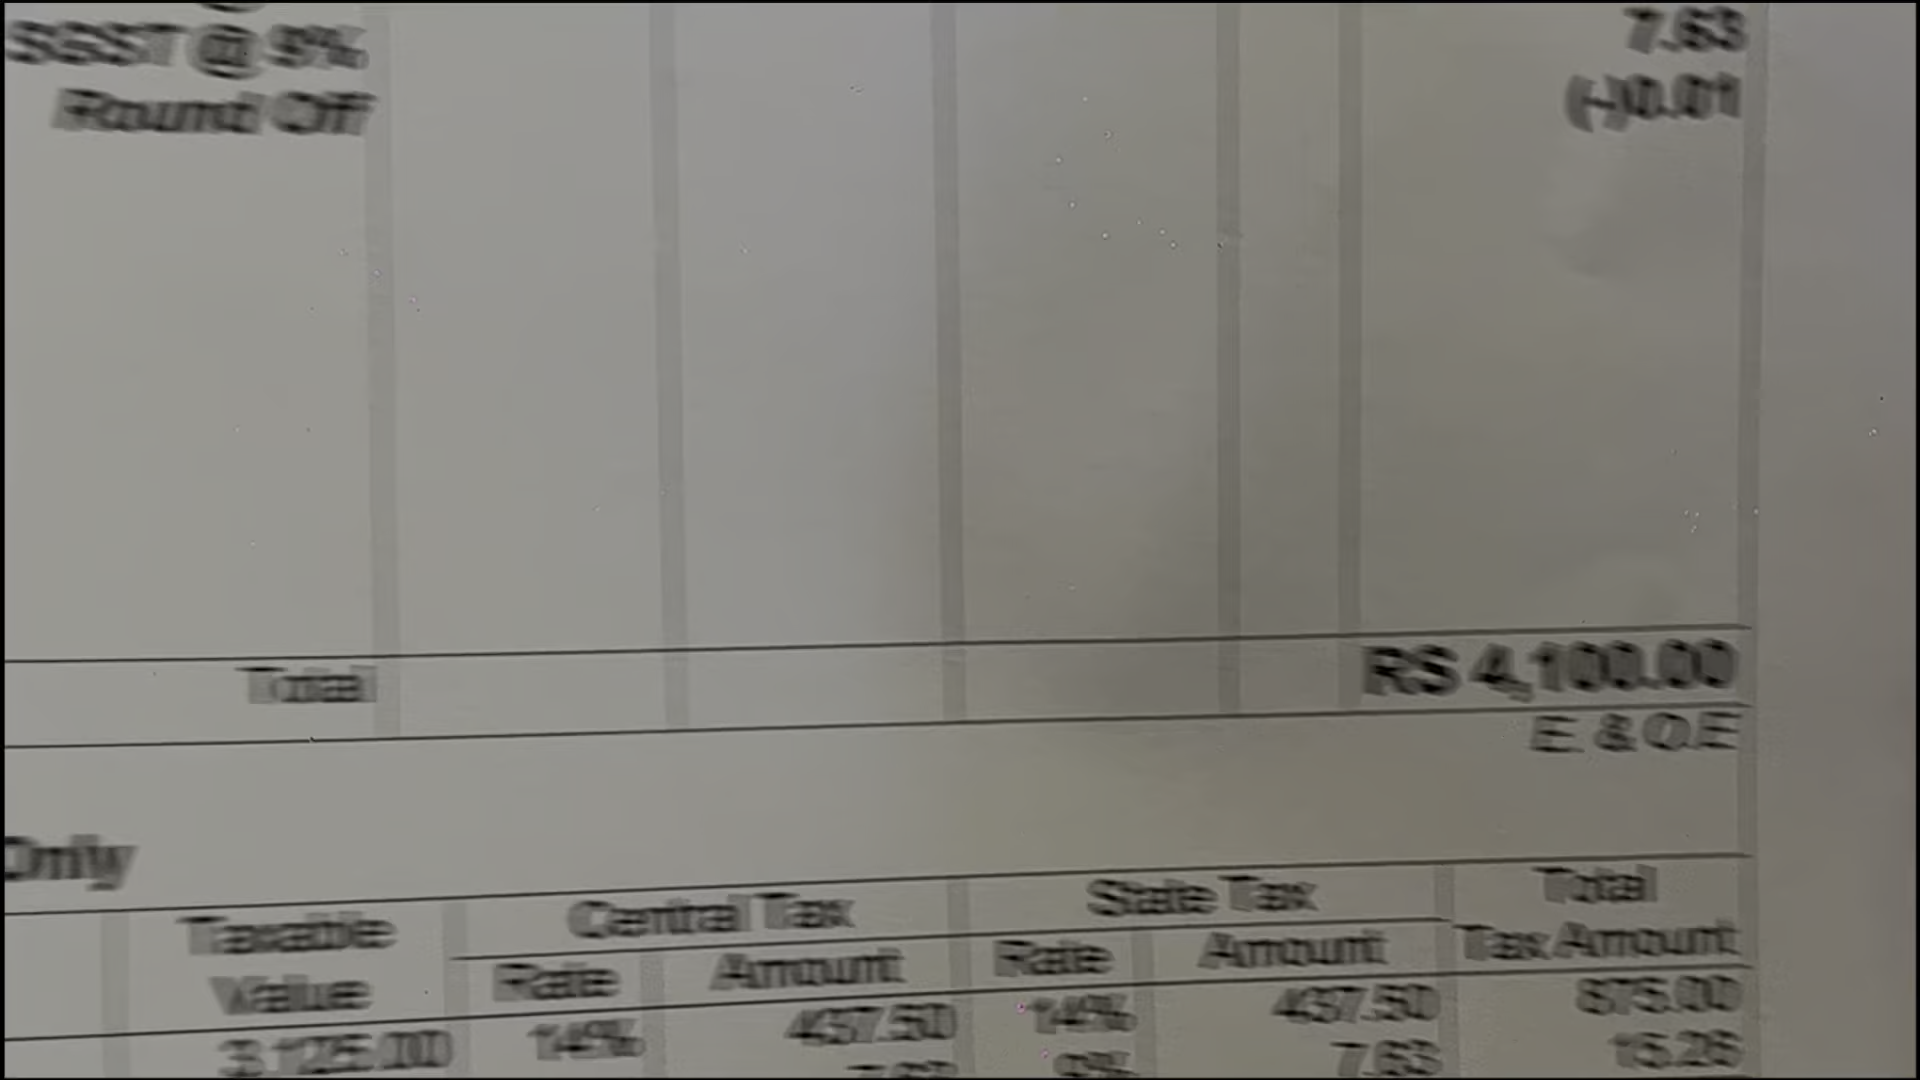 SGST @ 9% 7.63
Round Off (-)0.01
Total RS 4,100.00
E. & O.E
Only
Taxable Value Central Tax State Tax Total Tax Amount
Rate Amount Rate Amount
3,125.00 14% 437.50 14% 437.50 875.00
7.63 9% 7.63 15.26